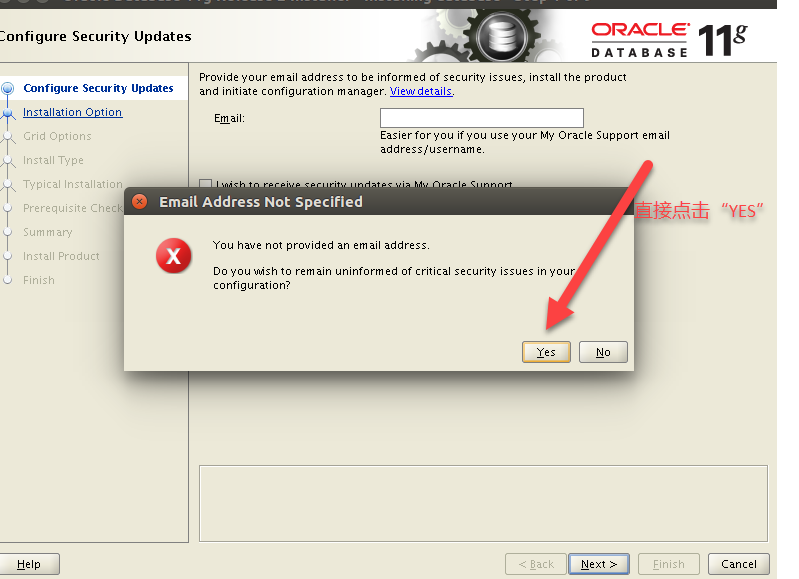 Configure Security Updates
ORACLE
DATABASE 11g
Configure Security Updates
Installation Option
Grid Options
Install Type
Typical Installation
Prerequisite Check
Summary
Install Product
Finish
Provide your email address to be informed of security issues, install the product
and initiate configuration manager. View details.
Email:
Easier for you if you use your My Oracle Support email
address/username.
I wish to receive security updates via My Oracle Support
Email Address Not Specified
You have not provided an email address.
Do you wish to remain uninformed of critical security issues in your
configuration?
Yes
No
直接点击“YES”
Help
< Back
Next >
Finish
Cancel